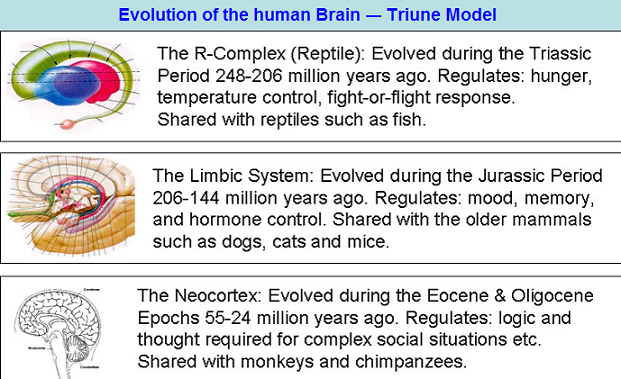 Evolution of the human Brain — Triune Model
The R-Complex (Reptile): Evolved during the Triassic
Period 248-206 million years ago. Regulates: hunger,
temperature control, fight-or-flight response.
Shared with reptiles such as fish.
The Limbic System: Evolved during the Jurassic Period
206-144 million years ago. Regulates: mood, memory,
and hormone control. Shared with the older mammals
such as dogs, cats and mice.
The Neocortex: Evolved during the Eocene & Oligocene
Epochs 55-24 million years ago. Regulates: logic and
thought required for complex social situations etc.
Shared with monkeys and chimpanzees.
Cerebrum
Brainstem
Cerebellum